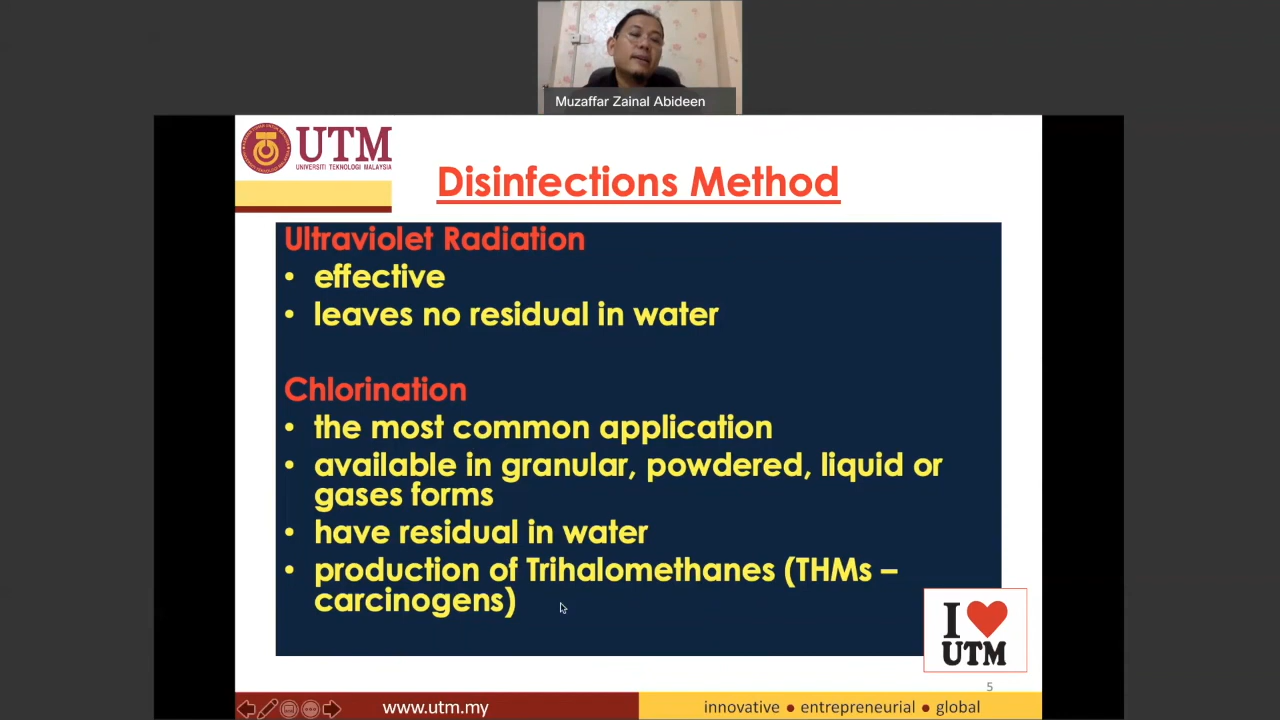 Muzaffar Zainal Abideen
UTM
UNIVERSITI TEKNOLOGI MALAYSIA
Disinfections Method
Ultraviolet Radiation
• effective
• leaves no residual in water
Chlorination
• the most common application
• available in granular, powdered, liquid or
gases forms
• have residual in water
• production of Trihalomethanes (THMs –
carcinogens)
I ❤
UTM
5
www.utm.my
innovative ● entrepreneurial ● global